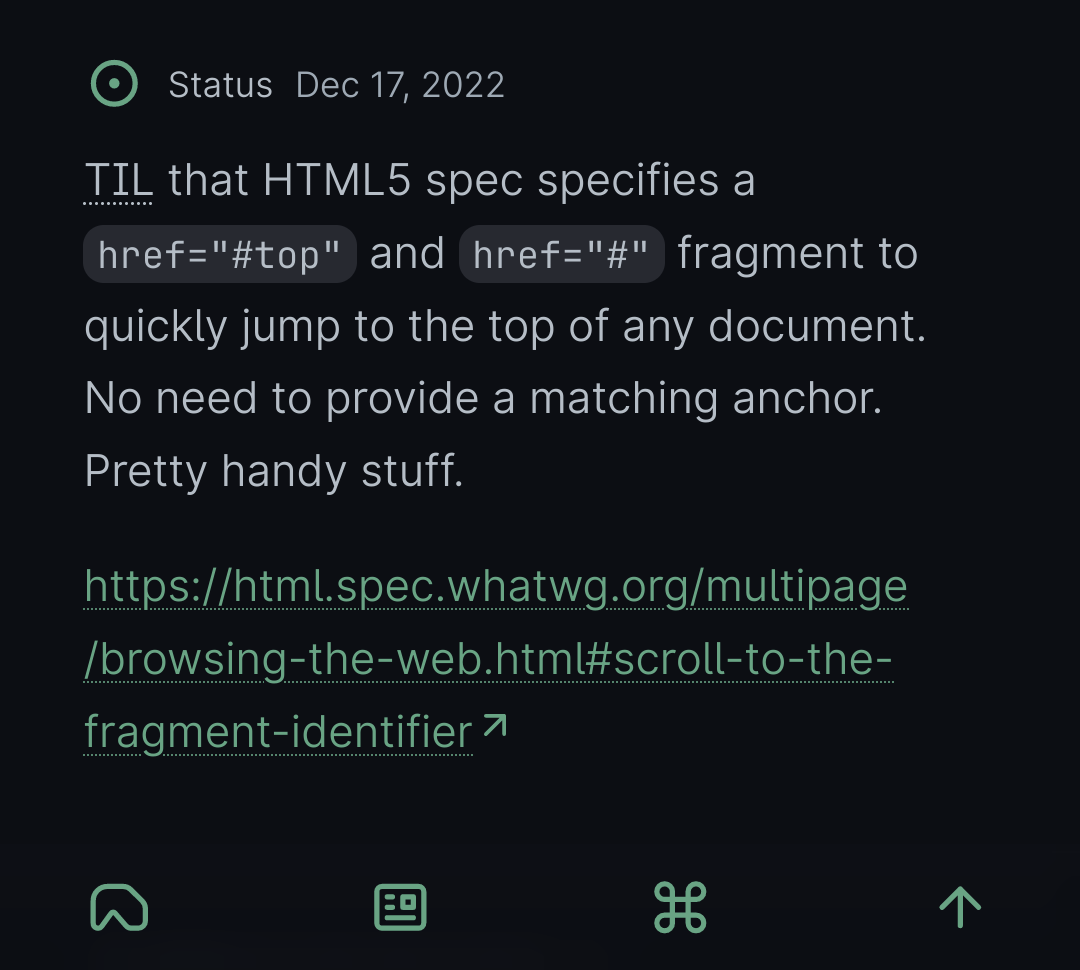 Status Dec 17, 2022
TIL that HTML5 spec specifies a
href="#top" and href="#" fragment to
quickly jump to the top of any document.
No need to provide a matching anchor.
Pretty handy stuff.
https://html.spec.whatwg.org/multipage
/browsing-the-web.html#scroll-to-the-
fragment-identifier